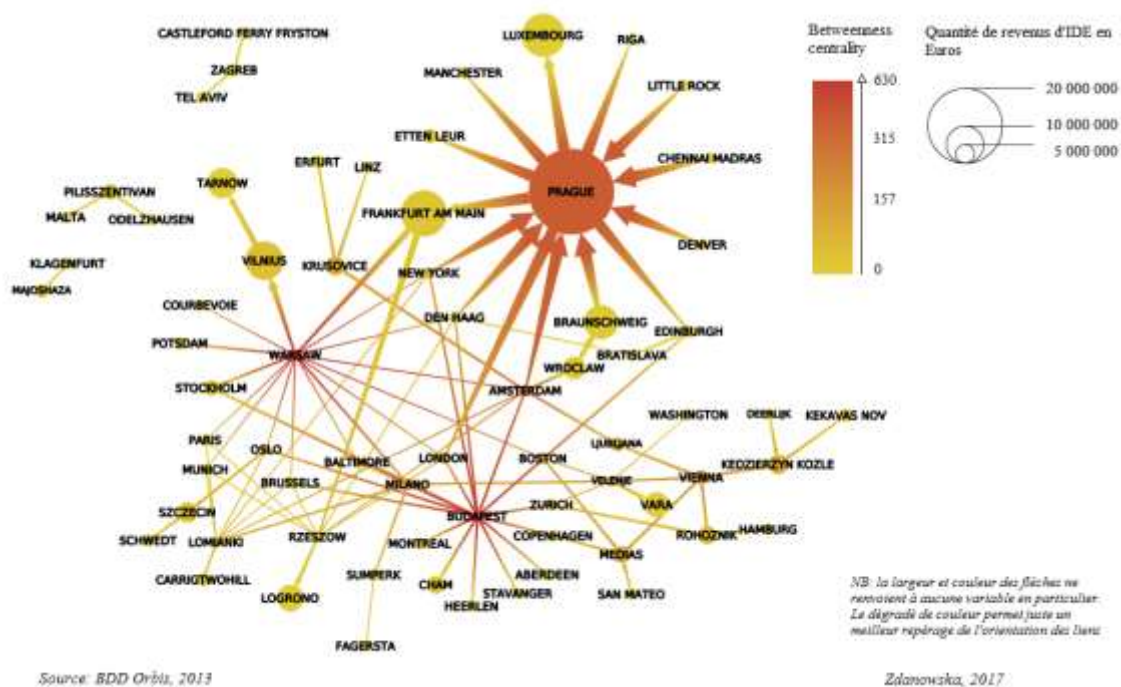 CASTLEFORD FERRY FRYSTON
ZAGREB
TEL AVIV
LUXEMBOURG
RIGA
MANCHESTER
LITTLE ROCK
ETTEN LEUR
CHENNAI MADRAS
ERFURT
LINZ
TARNOW
PRAGUE
PILISSZENTIVAN
MALTA
ODELZHAUSEN
FRANKFURT AM MAIN
DENVER
KLAGENFURT
VILNIUS
KRUSOVICE
NEW YORK
MAJOSHAZA
COURBEVOIE
DEN HAAG
BRAUNSCHWEIG
EDINBURGH
POTSDAM
WARSAW
BRATISLAVA
WROCLAW
STOCKHOLM
AMSTERDAM
WASHINGTON
DEERLIJK
KEKAVAS NOV
PARIS
OSLO
LJUBLJANA
MUNICH
BALTIMORE
LONDON
BOSTON
KEDZIERZYN KOZLE
BRUSSELS
MILANO
VELENJE
VIENNA
SZCZECIN
BUDAPEST
ZURICH
VARA
SCHWEDT
LOMIANKI
RZESZOW
MONTREAL
COPENHAGEN
ROHOZNIK
HAMBURG
MEDIAS
CARRIGTWOHILL
SUMPERK
CHAM
ABERDEEN
LOGRONO
HEERLEN
STAVANGER
SAN MATEO
FAGERSTA
Betweenness
centrality
630
315
157
0
Quantité de revenus d'IDE en
Euros
20 000 000
10 000 000
5 000 000
NB: la largeur et couleur des flèches ne
renvoient à aucune variable en particulier.
Le dégradé de couleur permet juste un
meilleur repérage de l'orientation des liens
Source: BDD Orbis, 2013
Zdanowska, 2017